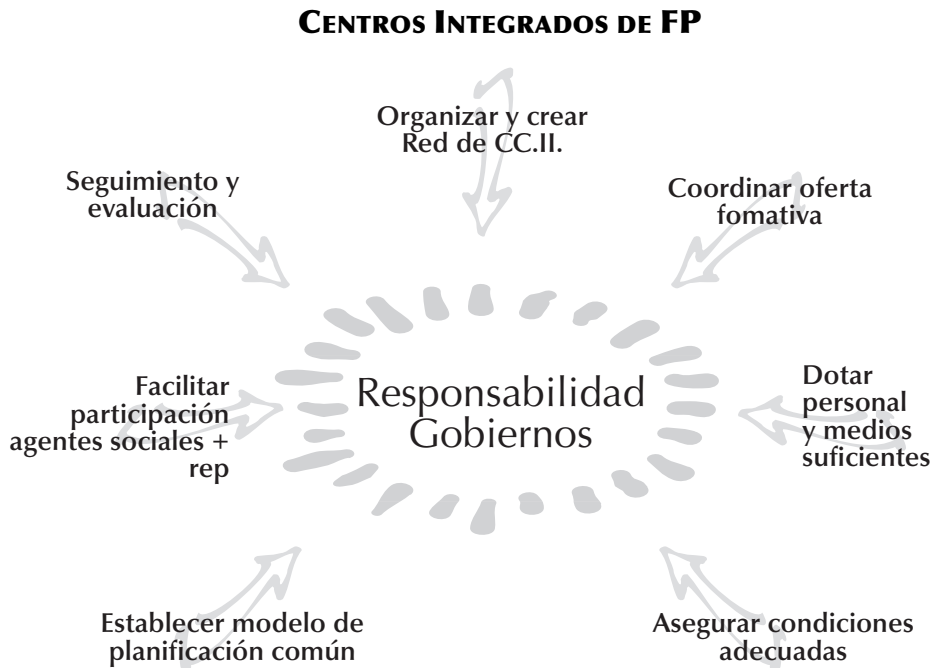 CENTROS INTEGRADOS DE FP
Organizar y crear
Red de CC.II.
Seguimiento y
evaluación
Coordinar oferta
fomativa
Responsabilidad
Gobiernos
Facilitar
participación
agentes sociales +
rep
Dotar
personal
y medios
suficientes
Establecer modelo de
planificación común
Asegurar condiciones
adecuadas